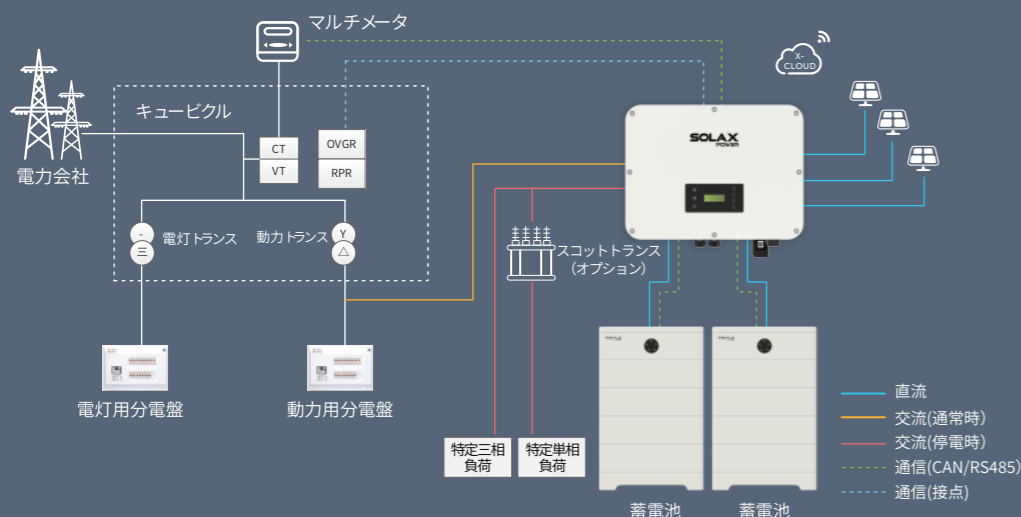 マルチメータ
X-
CLOUD
キュービクル
CT
VT
OVGR
RPR
SOLAX
POWER
電力会社
-
三
電灯トランス
動力トランス
Y
△
スコットトランス
(オプション)
電灯用分電盤
動力用分電盤
特定三相
負荷
特定単相
負荷
蓄電池
蓄電池
直流
交流(通常時)
交流(停電時)
通信(CAN/RS485)
通信(接点)